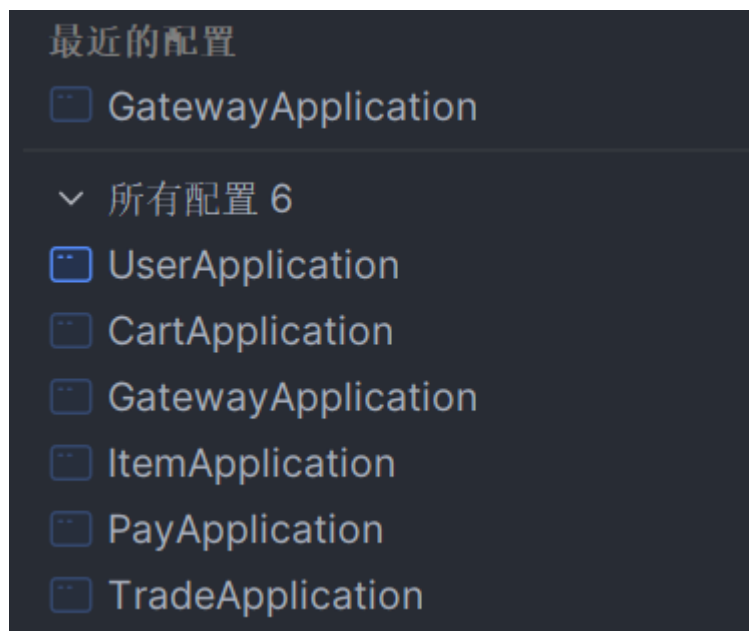 最近的配置
GatewayApplication
所有配置 6
UserApplication
CartApplication
GatewayApplication
ItemApplication
PayApplication
TradeApplication